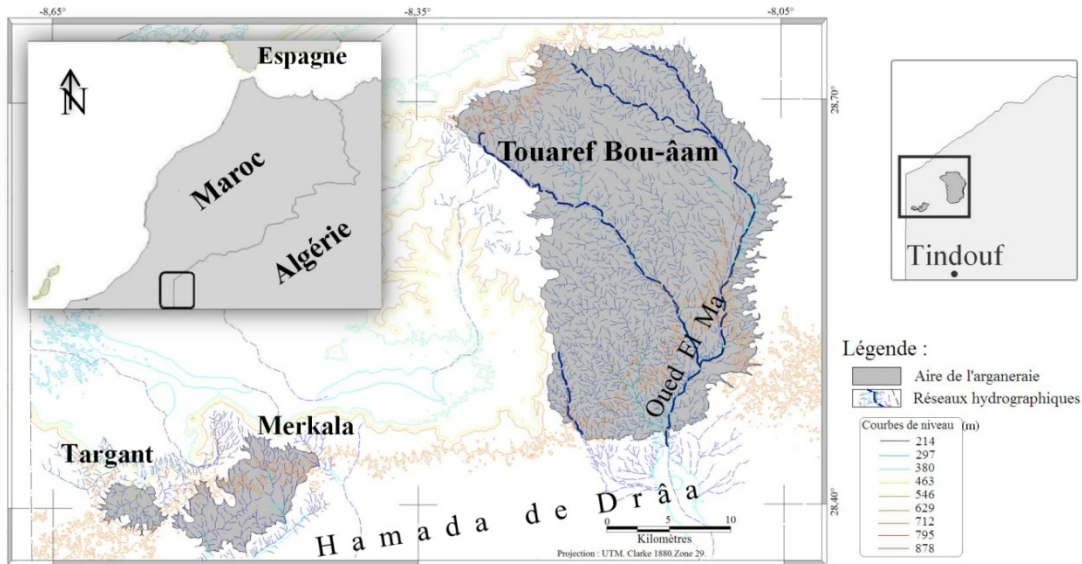 -8,65
-8,35
-8,05
Espagne
N
Maroc
Algérie
28,70
Touaref Bou-âam
Oued El Ma
Merkala
Targant
Hamada de Drâa
28,40
0 5 10
Kilomètres
Projection : UTM. Clarke 1880.Zone 29.
Tindouf
Légende :
Aire de l'arganeraie
Réseaux hydrographiques
Courbes de niveau (m)
214
297
380
463
546
629
712
795
878